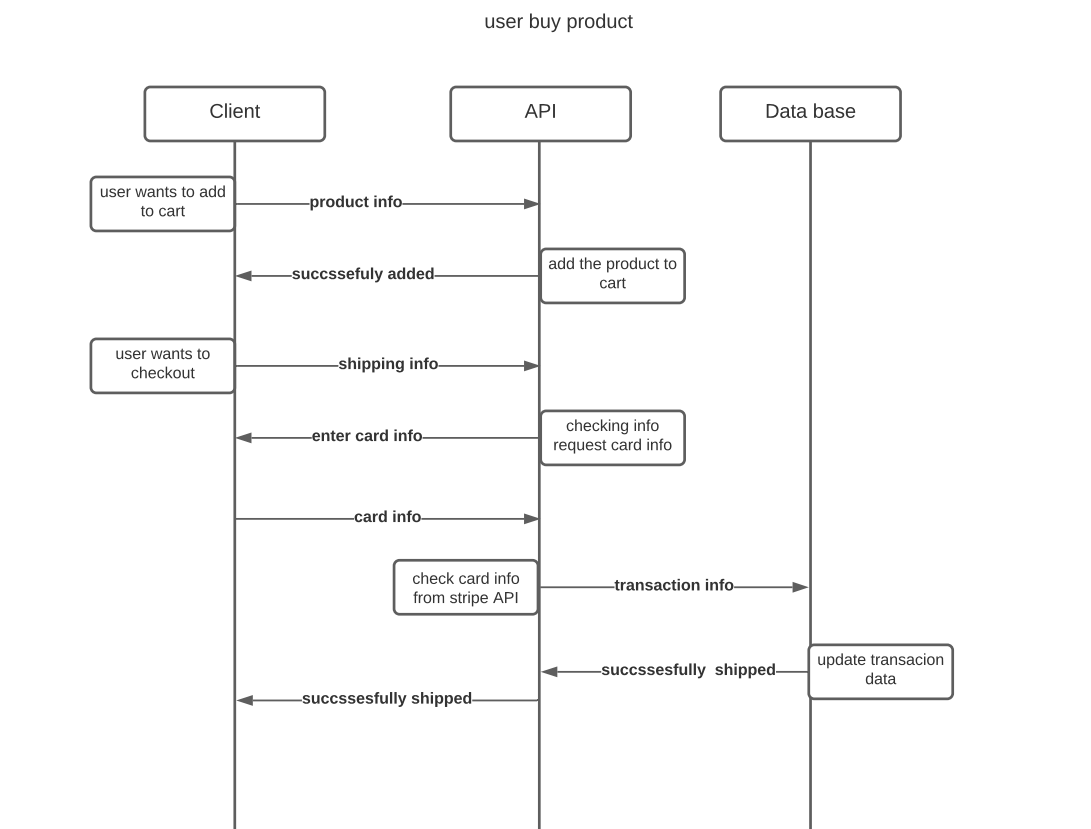 user buy product
Client
API
Data base
user wants to add
to cart
product info
succssefuly added
add the product to
cart
user wants to
checkout
shipping info
enter card info
checking info
request card info
card info
check card info
from stripe API
transaction info
succssesfully  shipped
update transacion
data
succssesfully shipped